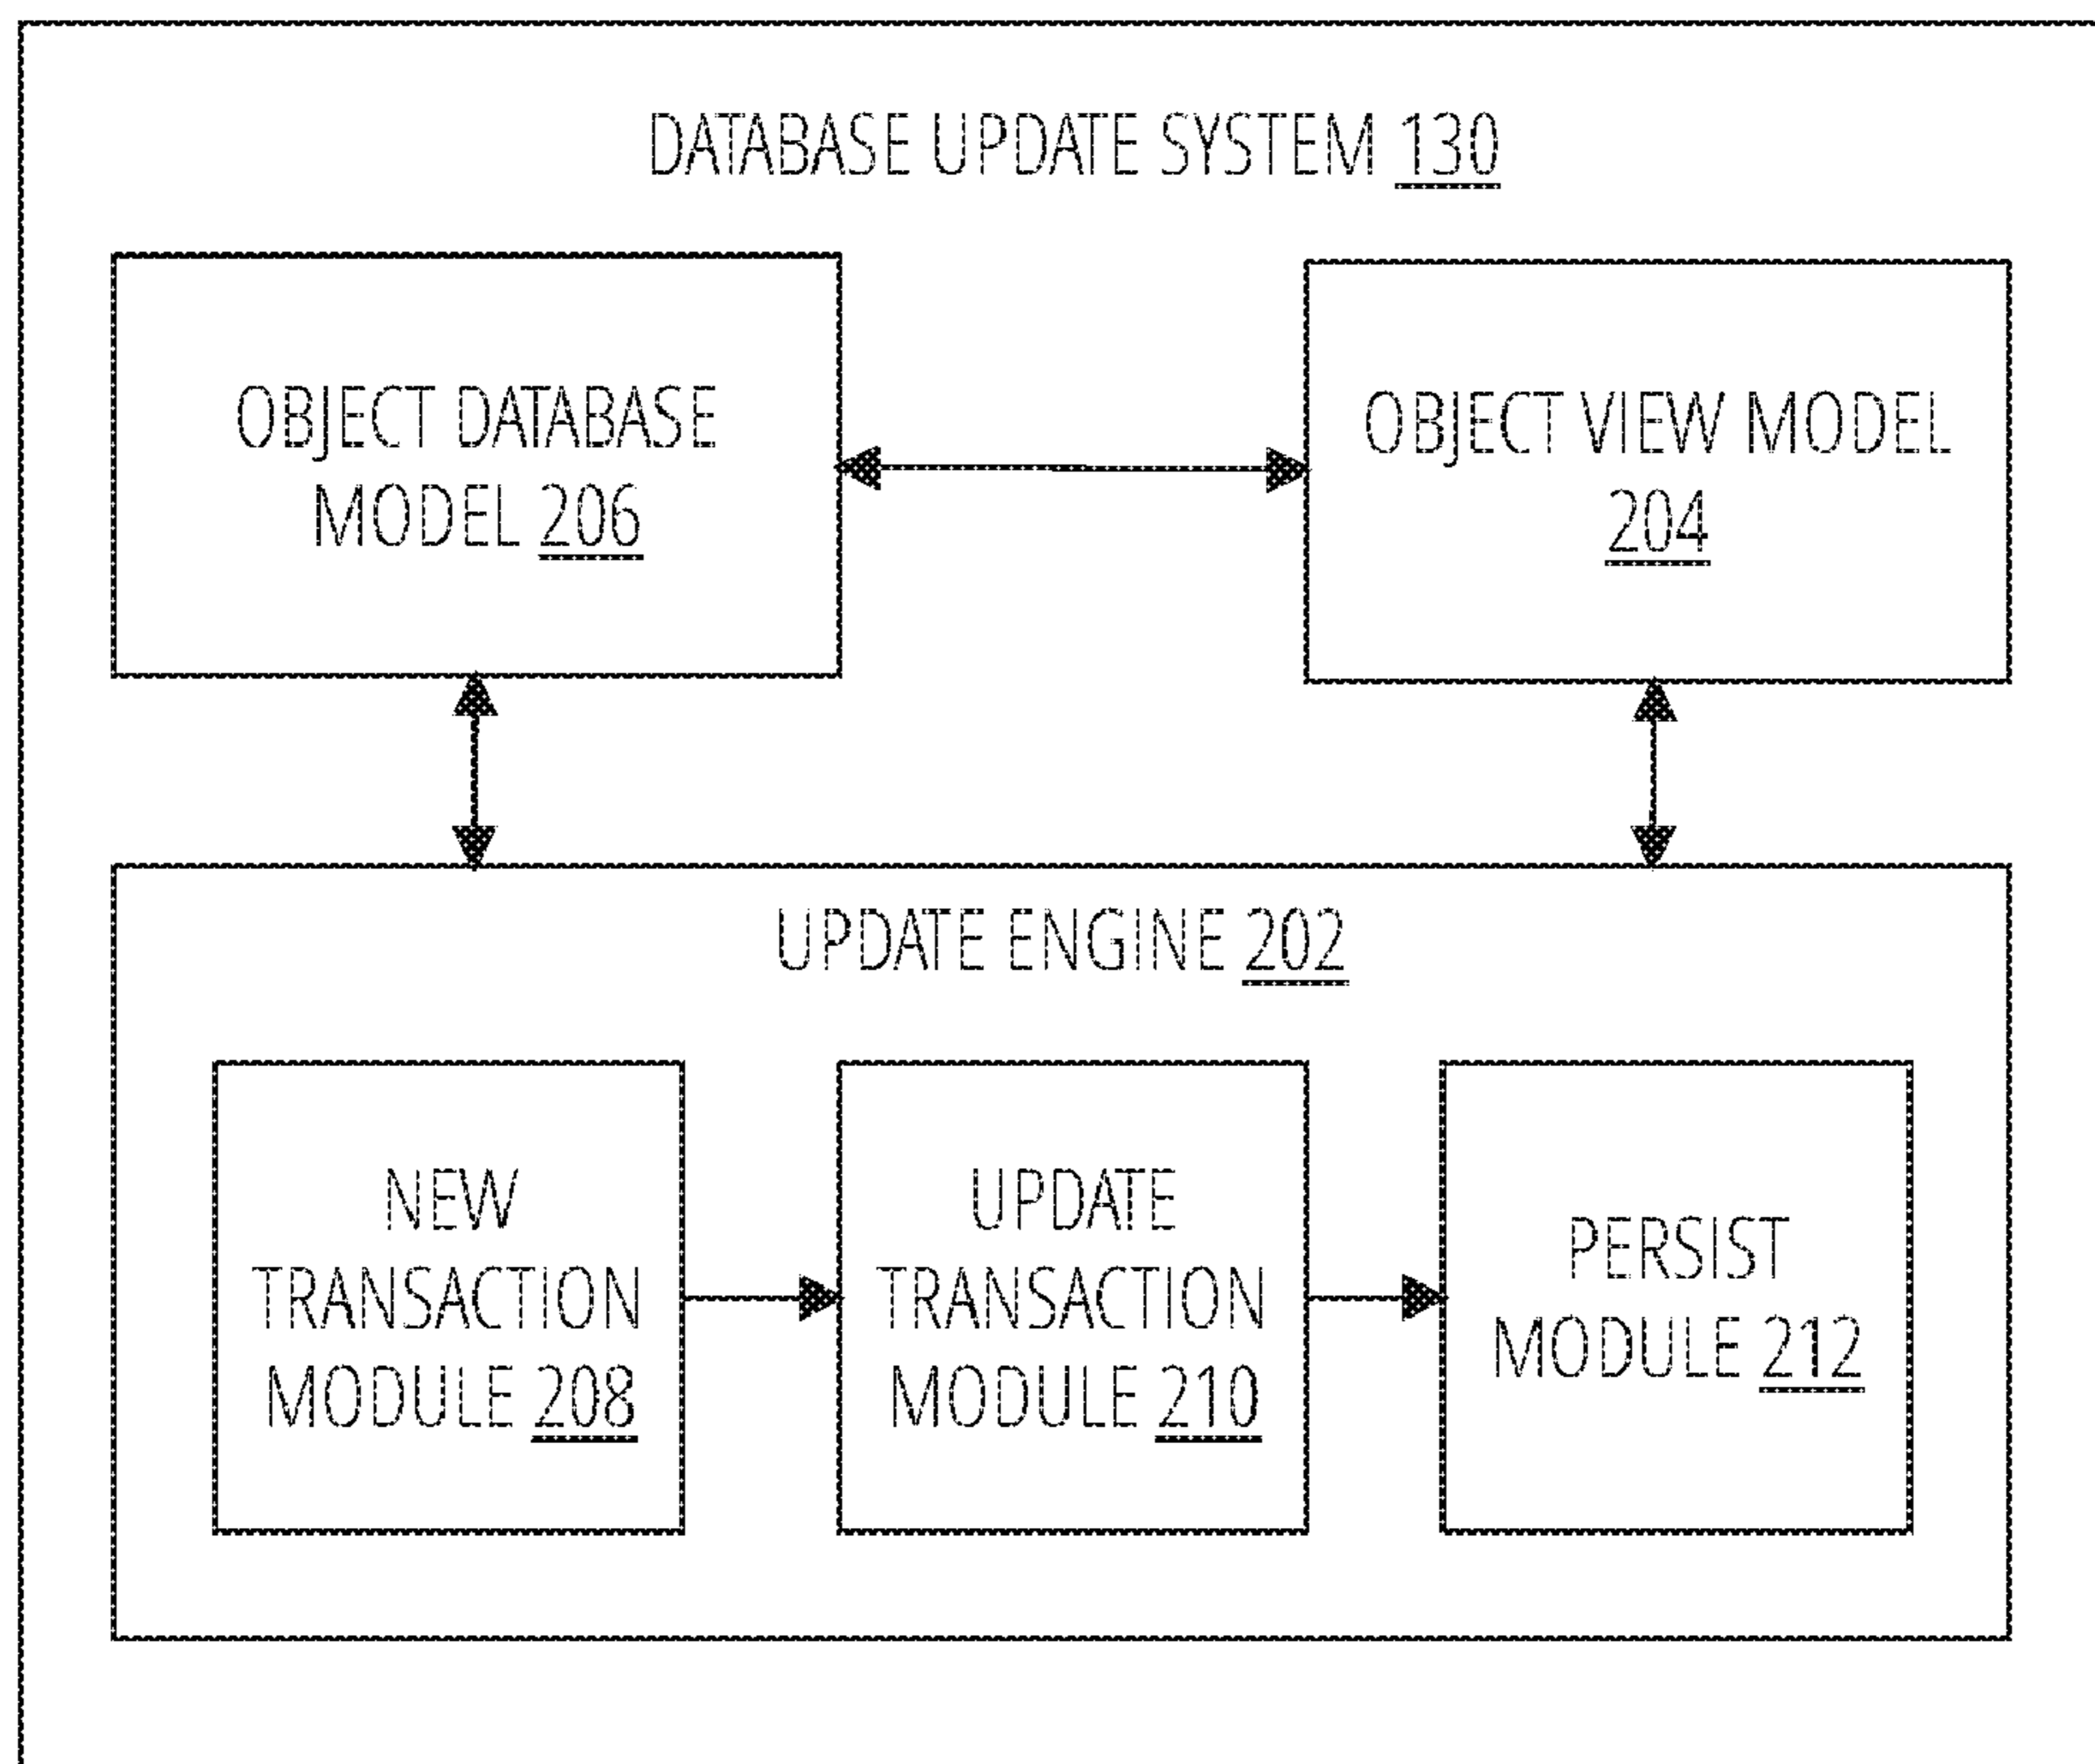 DATABASE UPDATE SYSTEM 130
OBJECT DATABASE
MODEL 206
OBJECT VIEW MODEL
204
UPDATE ENGINE 202
NEW
TRANSACTION
MODULE 208
UPDATE
TRANSACTION
MODULE 210
PERSIST
MODULE 212